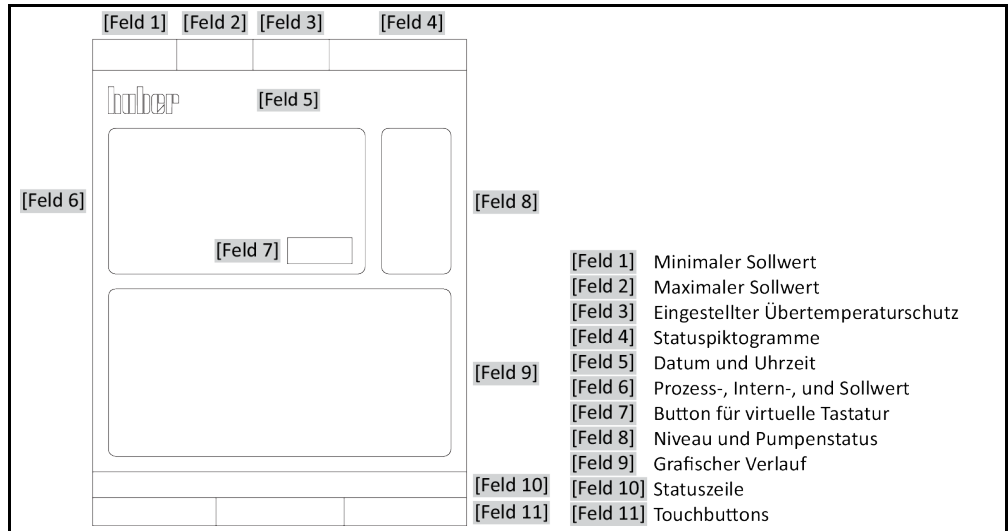 [Feld 1] [Feld 2] [Feld 3] [Feld 4]
huber
[Feld 5]
[Feld 6]
[Feld 8]
[Feld 7]
[Feld 9]
[Feld 10]
[Feld 11]
[Feld 1] Minimaler Sollwert
[Feld 2] Maximaler Sollwert
[Feld 3] Eingestellter Übertemperaturschutz
[Feld 4] Statuspiktogramme
[Feld 5] Datum und Uhrzeit
[Feld 6] Prozess-, Intern-, und Sollwert
[Feld 7] Button für virtuelle Tastatur
[Feld 8] Niveau und Pumpenstatus
[Feld 9] Grafischer Verlauf
[Feld 10] Statuszeile
[Feld 11] Touchbuttons